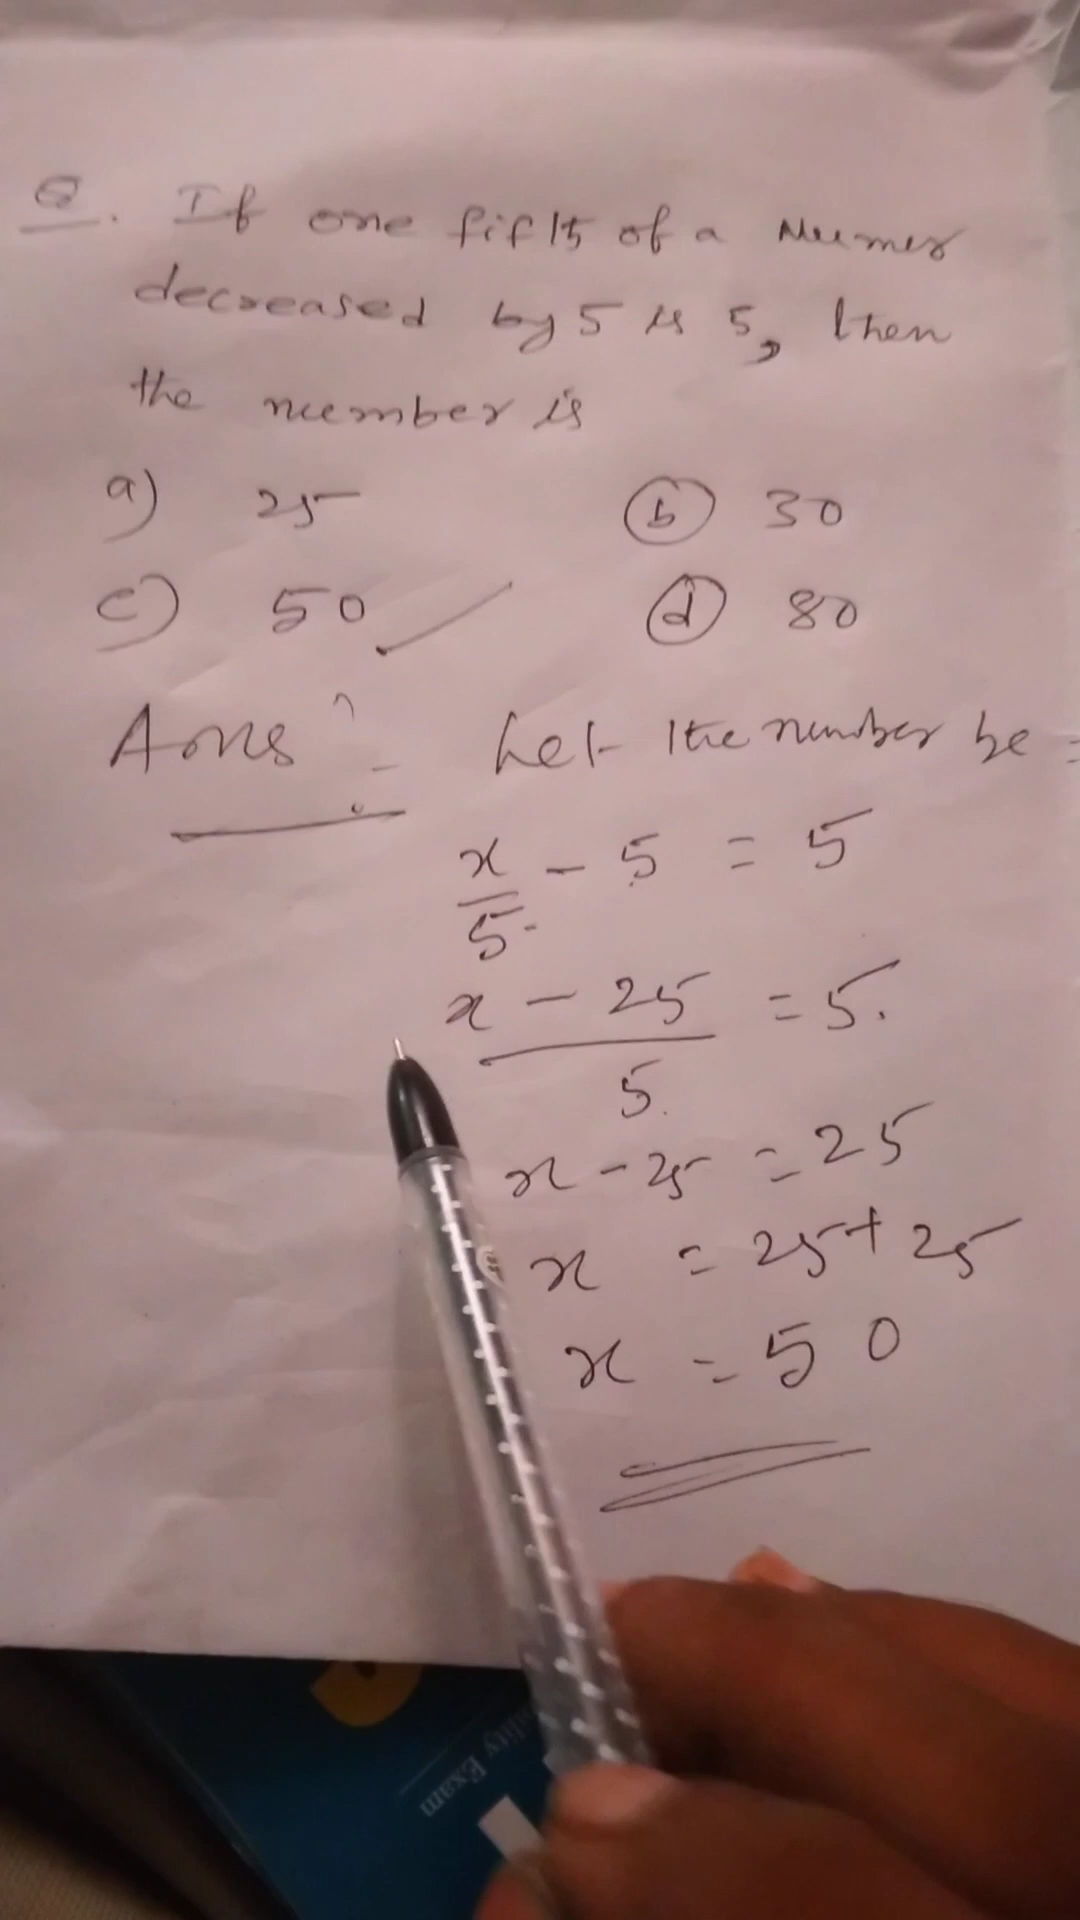 Q. If one fifth of a Numer
decreased by 5 is 5, then
the number is
a) 25 (b) 30
c) 50 (d) 80
Ans: Let the number be =
x/5 - 5 = 5
x - 25 / 5 = 5.
x - 25 = 25
x = 25 + 25
x = 50
Exam